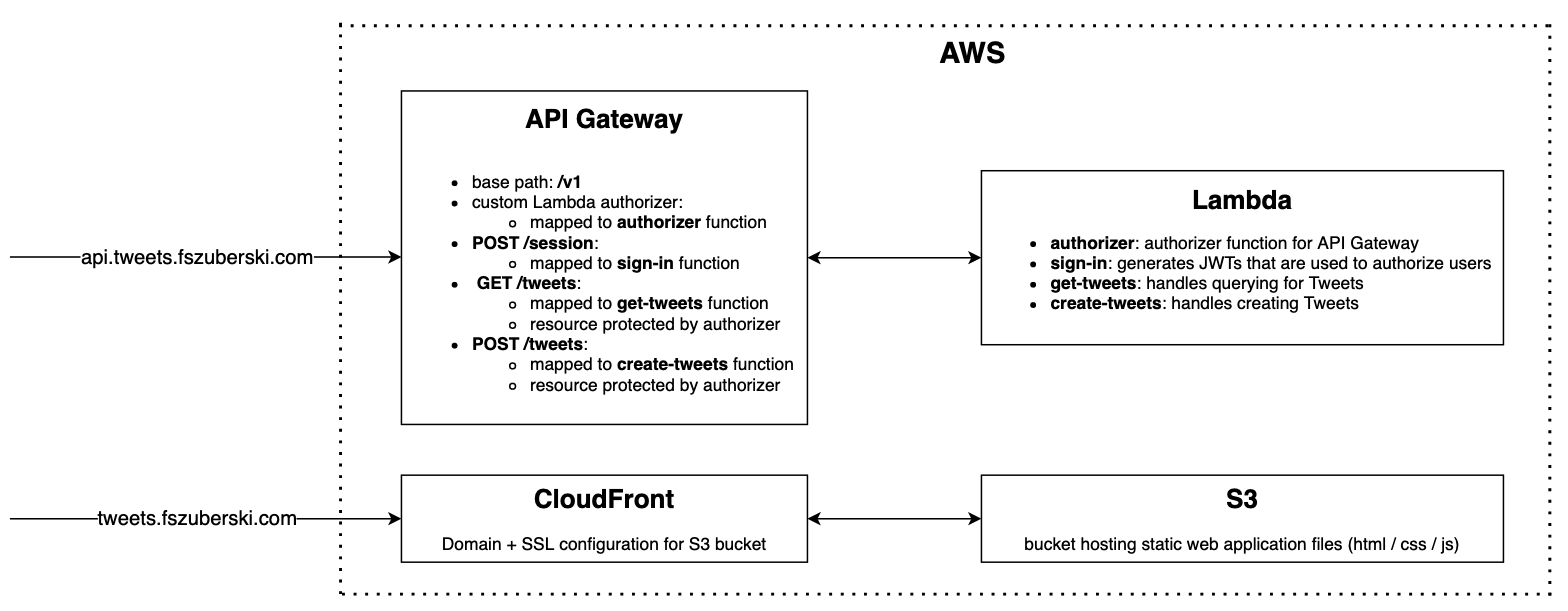 AWS
API Gateway
• base path: /v1
• custom Lambda authorizer:
○ mapped to authorizer function
• POST /session:
○ mapped to sign-in function
• GET /tweets:
○ mapped to get-tweets function
○ resource protected by authorizer
• POST /tweets:
○ mapped to create-tweets function
○ resource protected by authorizer
Lambda
• authorizer: authorizer function for API Gateway
• sign-in: generates JWTs that are used to authorize users
• get-tweets: handles querying for Tweets
• create-tweets: handles creating Tweets
api.tweets.fszuberski.com
tweets.fszuberski.com
CloudFront
Domain + SSL configuration for S3 bucket
S3
bucket hosting static web application files (html / css / js)